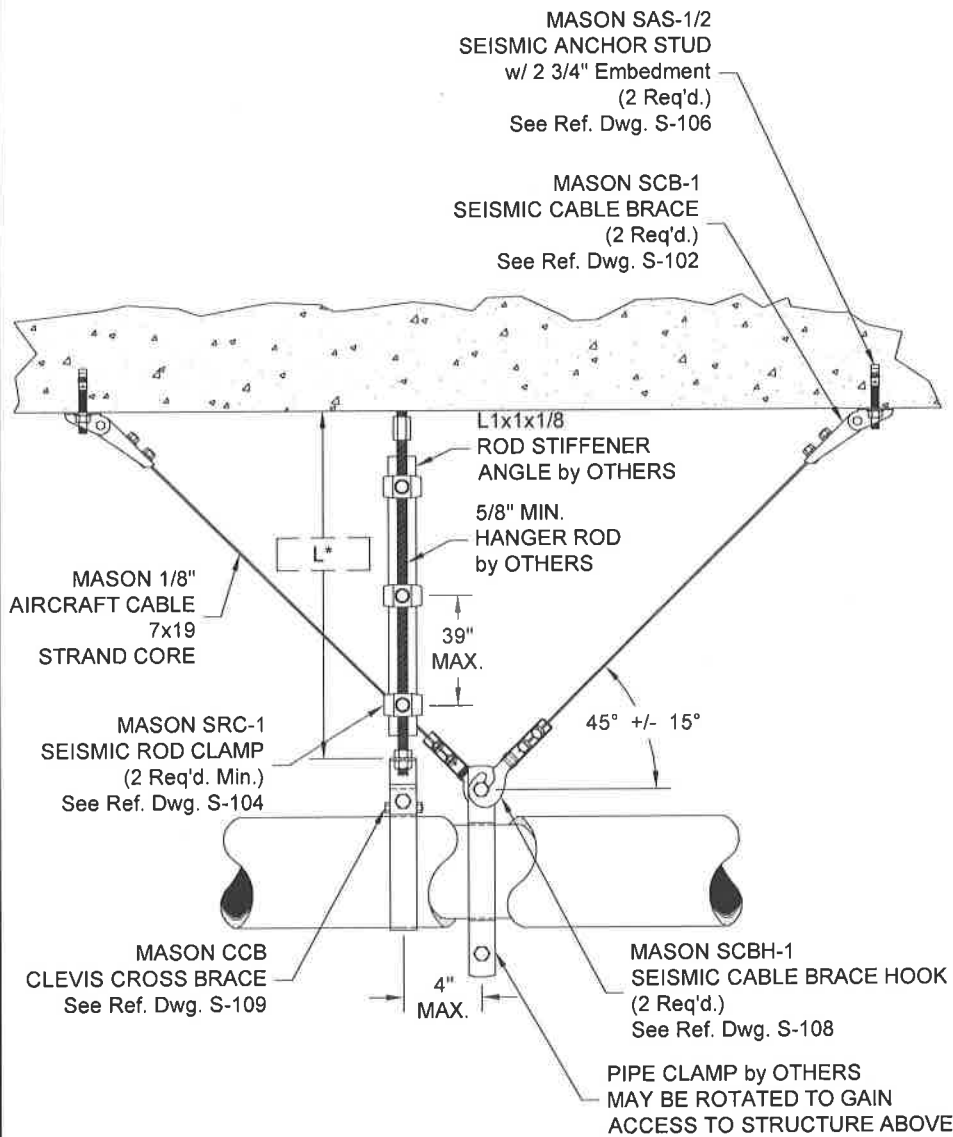 MASON SAS-1/2
SEISMIC ANCHOR STUD
w/ 2 3/4" Embedment
(2 Req'd.)
See Ref. Dwg. S-106
MASON SCB-1
SEISMIC CABLE BRACE
(2 Req'd.)
See Ref. Dwg. S-102
L1x1x1/8
ROD STIFFENER
ANGLE by OTHERS
5/8" MIN.
HANGER ROD
by OTHERS
L*
MASON 1/8"
AIRCRAFT CABLE
7x19
STRAND CORE
39"
MAX.
MASON SRC-1
SEISMIC ROD CLAMP
(2 Req'd. Min.)
See Ref. Dwg. S-104
45° +/- 15°
MASON CCB
CLEVIS CROSS BRACE
See Ref. Dwg. S-109
4"
MAX.
MASON SCBH-1
SEISMIC CABLE BRACE HOOK
(2 Req'd.)
See Ref. Dwg. S-108
PIPE CLAMP by OTHERS
MAY BE ROTATED TO GAIN
ACCESS TO STRUCTURE ABOVE